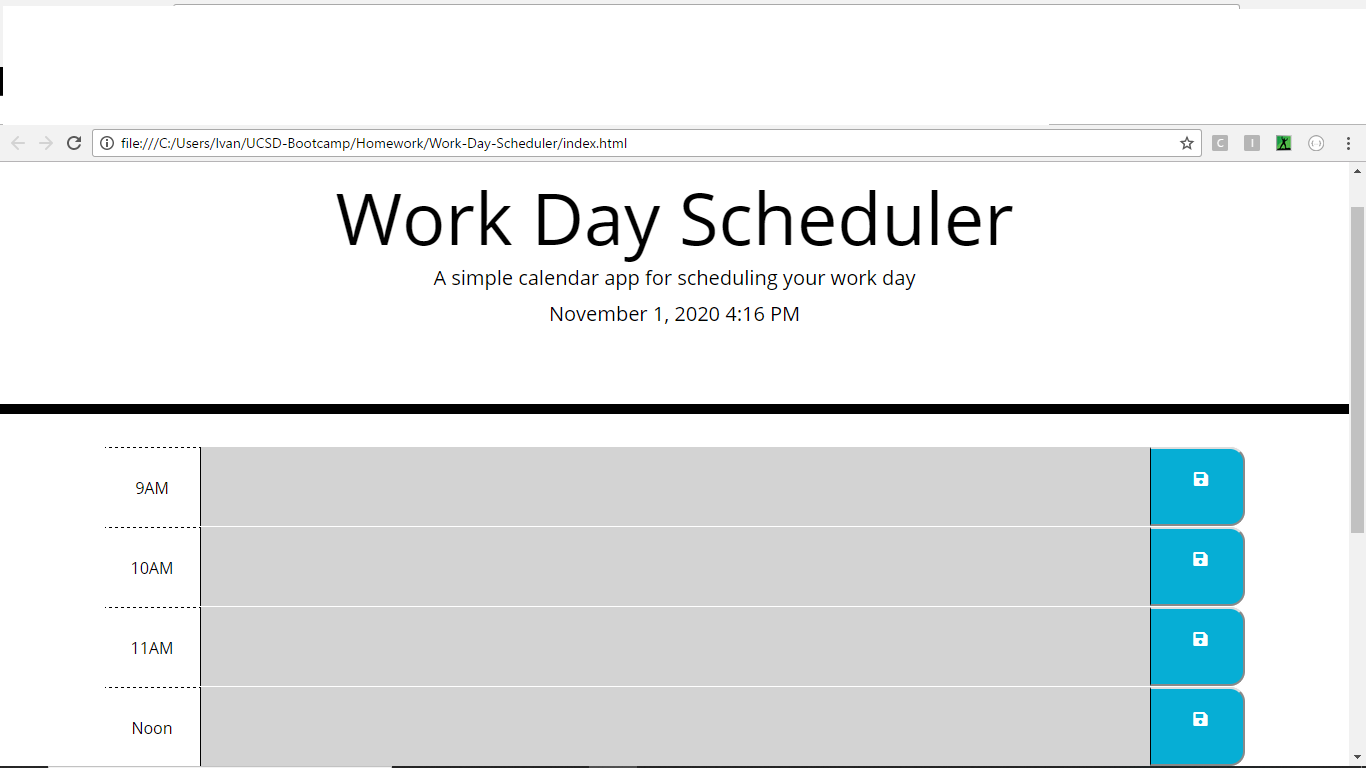 file:///C:/Users/Ivan/UCSD-Bootcamp/Homework/Work-Day-Scheduler/index.html
C
I
Work Day Scheduler
A simple calendar app for scheduling your work day
November 1, 2020 4:16 PM
9AM
10AM
11AM
Noon